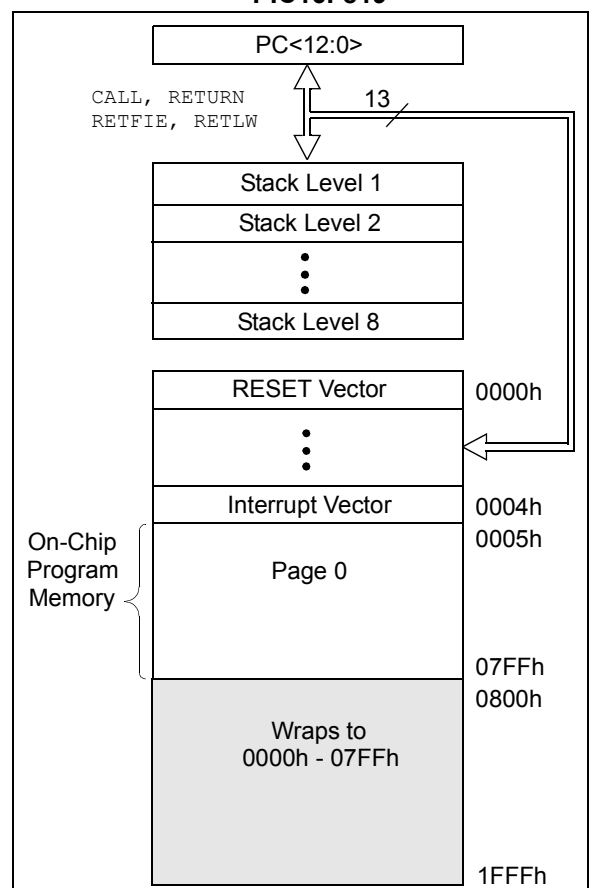 PC<12:0>
CALL, RETURN
RETFIE, RETLW
13
Stack Level 1
Stack Level 2
Stack Level 8
RESET Vector
0000h
Interrupt Vector
0004h
0005h
On-Chip
Program
Memory
Page 0
07FFh
0800h
Wraps to
0000h - 07FFh
1FFFh